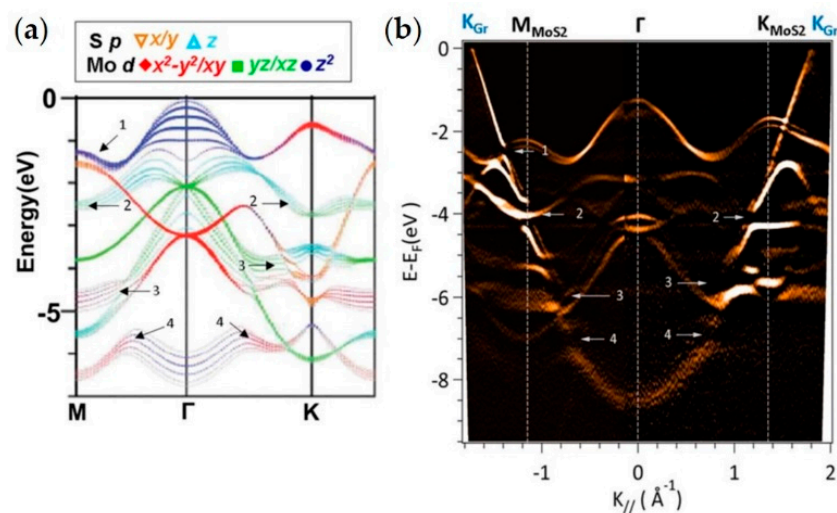 (a)
S p ▽x/y △z
Mo d ◆x²-y²/xy ■yz/xz ●z²
Energy(eV)
0
-5
1
2
2
3
3
4
4
M Γ K
(b)
K_Gr M_MoS2 Γ K_MoS2 K_Gr
E-E_F(eV)
0
-2
-4
-6
-8
1
2
2
3
3
4
4
-1 0 1 2
K_// (Å⁻¹)